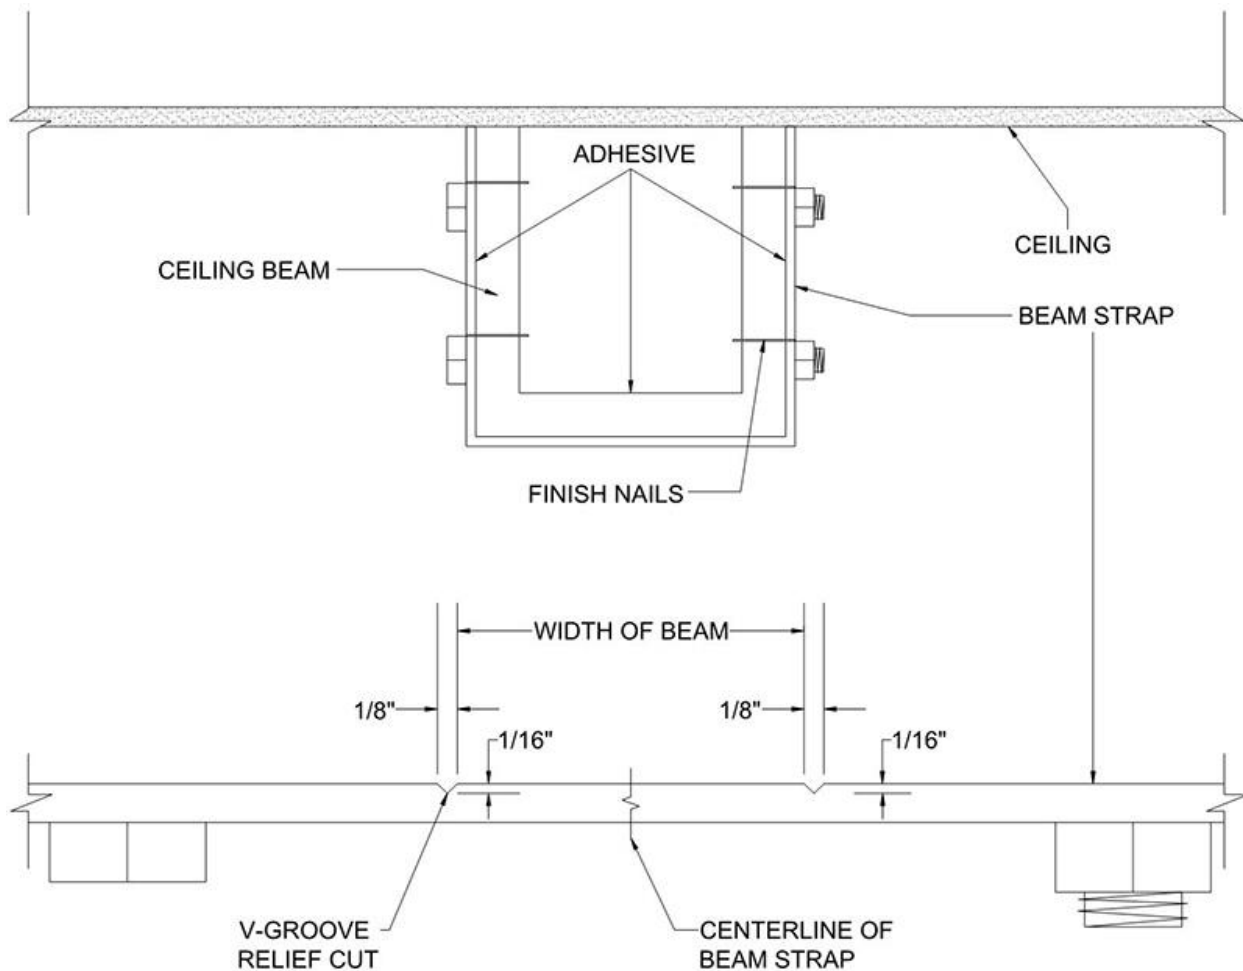 ADHESIVE
CEILING
CEILING BEAM
BEAM STRAP
FINISH NAILS
WIDTH OF BEAM
1/8"
1/8"
1/16"
1/16"
V-GROOVE
RELIEF CUT
CENTERLINE OF
BEAM STRAP